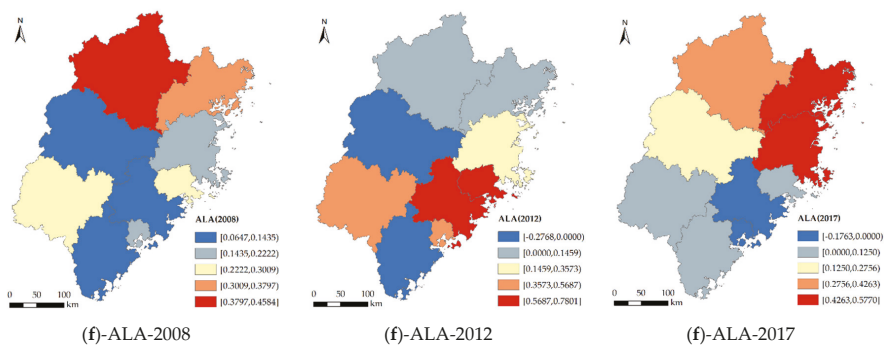 N
ALA(2008)
[0.0647,0.1435)
[0.1435,0.2222)
[0.2222,0.3009)
[0.3009,0.3797)
[0.3797,0.4584]
0 50 100
km
(f)-ALA-2008
N
ALA(2012)
[-0.2768,0.0000)
[0.0000,0.1459)
[0.1459,0.3573)
[0.3573,0.5687)
[0.5687,0.7801]
0 50 100
km
(f)-ALA-2012
N
ALA(2017)
[-0.1763,0.0000)
[0.0000,0.1250)
[0.1250,0.2756)
[0.2756,0.4263)
[0.4263,0.5770]
0 50 100
km
(f)-ALA-2017